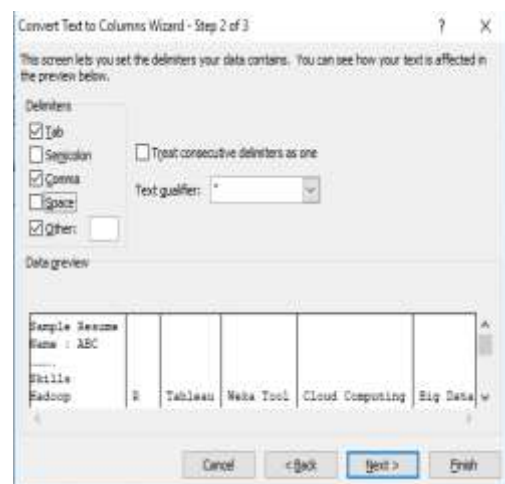 Convert Text to Columns Wizard - Step 2 of 3 ? X
This screen lets you set the delimiters your data contains. You can see how your text is affected in
the preview below.
Delimiters
Tab
Semicolon
Comma
Space
Other:
Treat consecutive delimiters as one
Text qualifier: "
Data preview
Sample Resume
Name : ABC
......
Skills
Hadoop R Tableau Weka Tool Cloud Computing Big Data
Cancel < Back Next > Finish